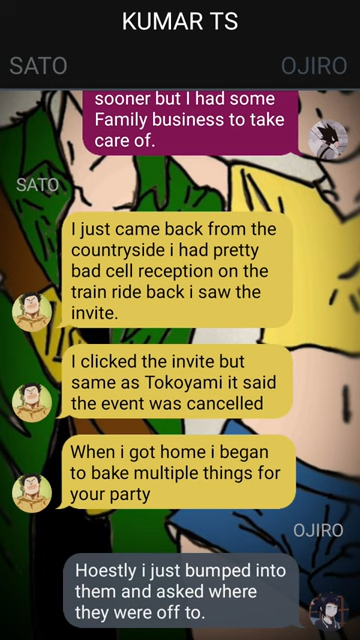 KUMAR TS
SATO
OJIRO
sooner but I had some
Family business to take
care of.
SATO
I just came back from the
countryside i had pretty
bad cell reception on the
train ride back i saw the
invite.
I clicked the invite but
same as Tokoyami it said
the event was cancelled
When i got home i began
to bake multiple things for
your party
OJIRO
Hoestly i just bumped into
them and asked where
they were off to.